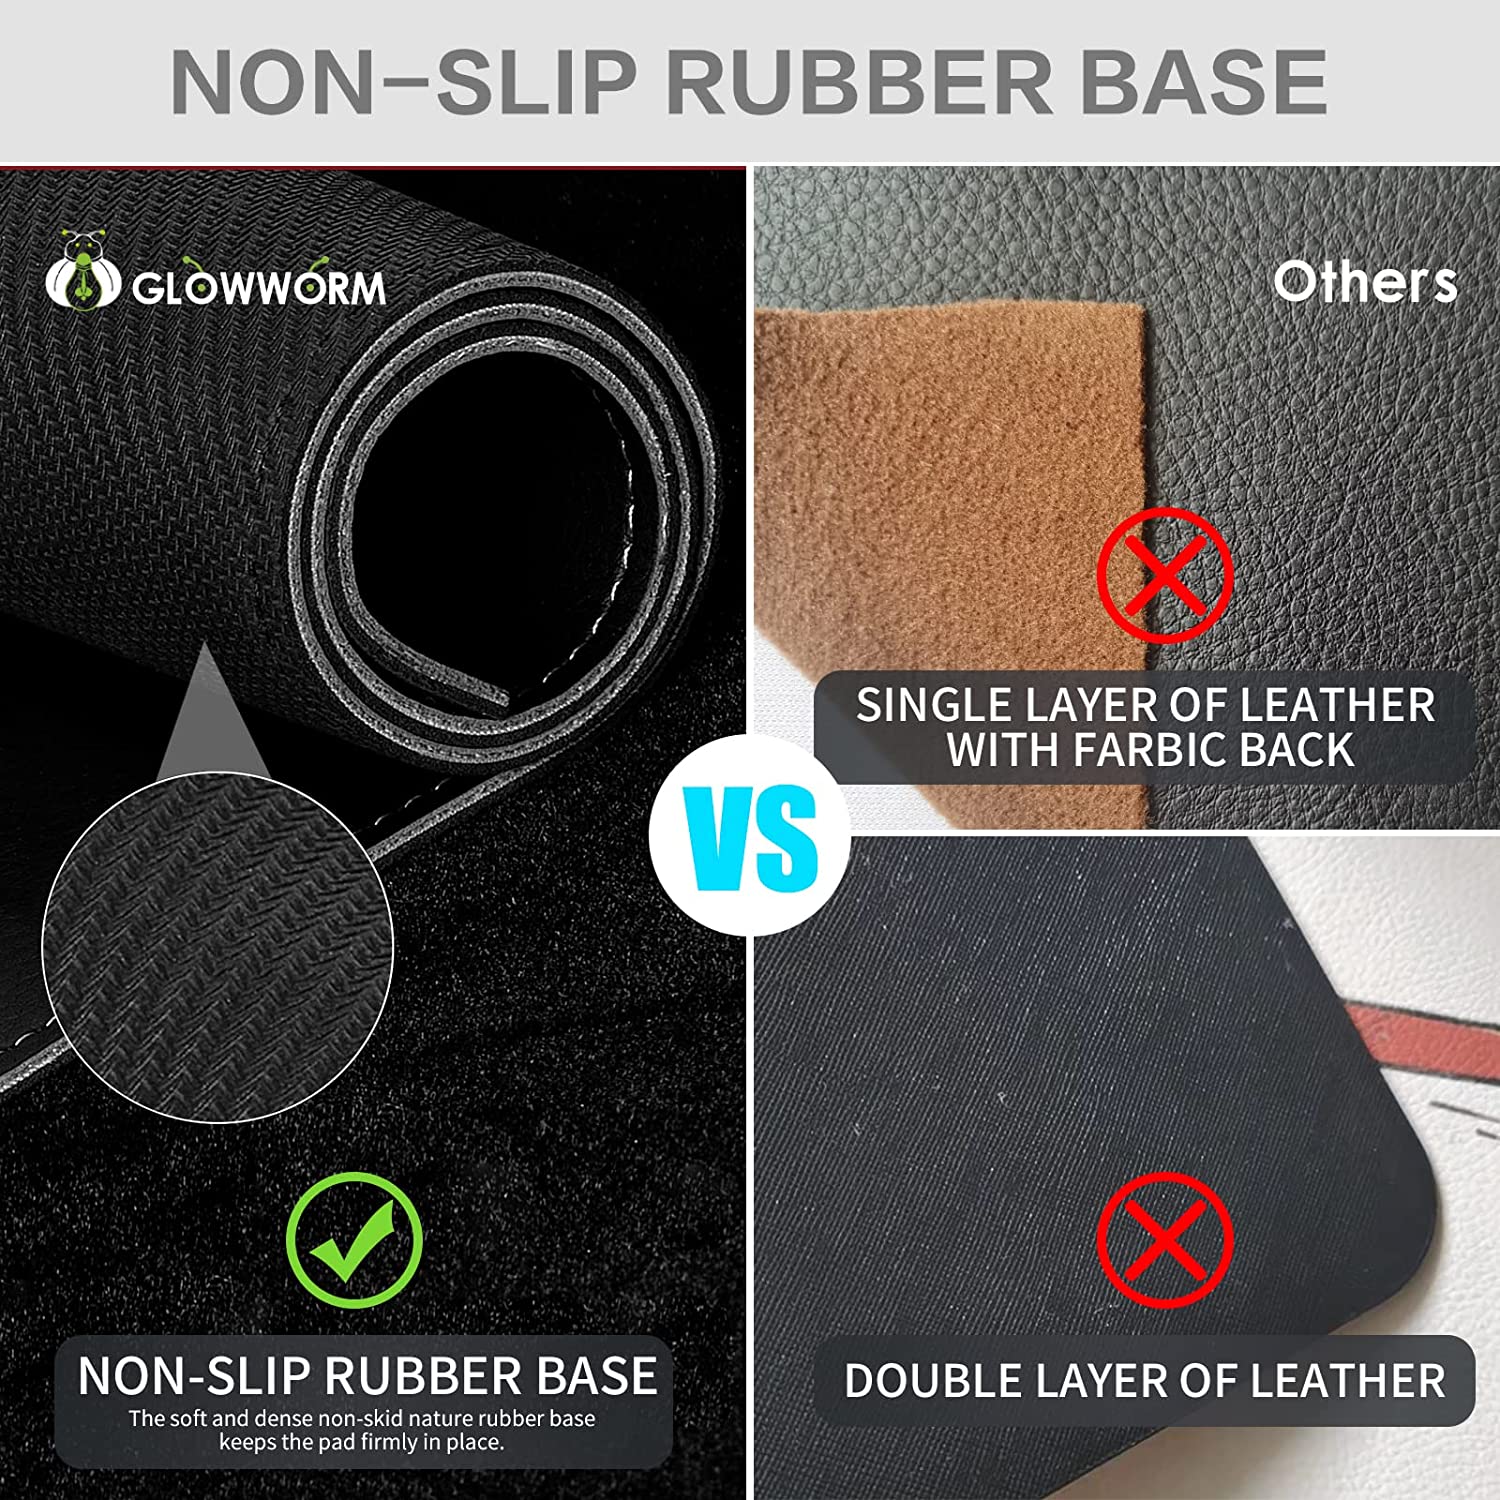 NON-SLIP RUBBER BASE
GLOWWORM
Others
SINGLE LAYER OF LEATHER
WITH FARBIC BACK
VS
NON-SLIP RUBBER BASE
The soft and dense non-skid nature rubber base
keeps the pad firmly in place.
DOUBLE LAYER OF LEATHER